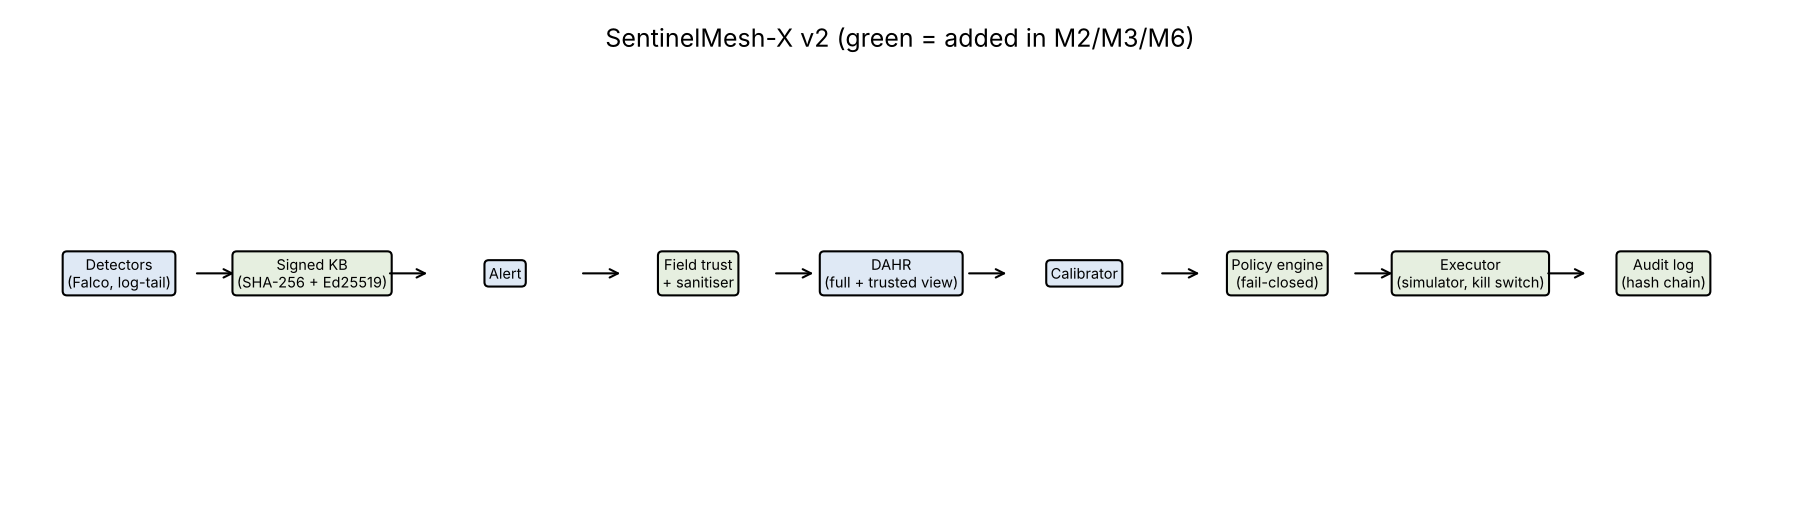 SentinelMesh-X v2 (green = added in M2/M3/M6)
Detectors
(Falco, log-tail)
Signed KB
(SHA-256 + Ed25519)
Alert
Field trust
+ sanitiser
DAHR
(full + trusted view)
Calibrator
Policy engine
(fail-closed)
Executor
(simulator, kill switch)
Audit log
(hash chain)